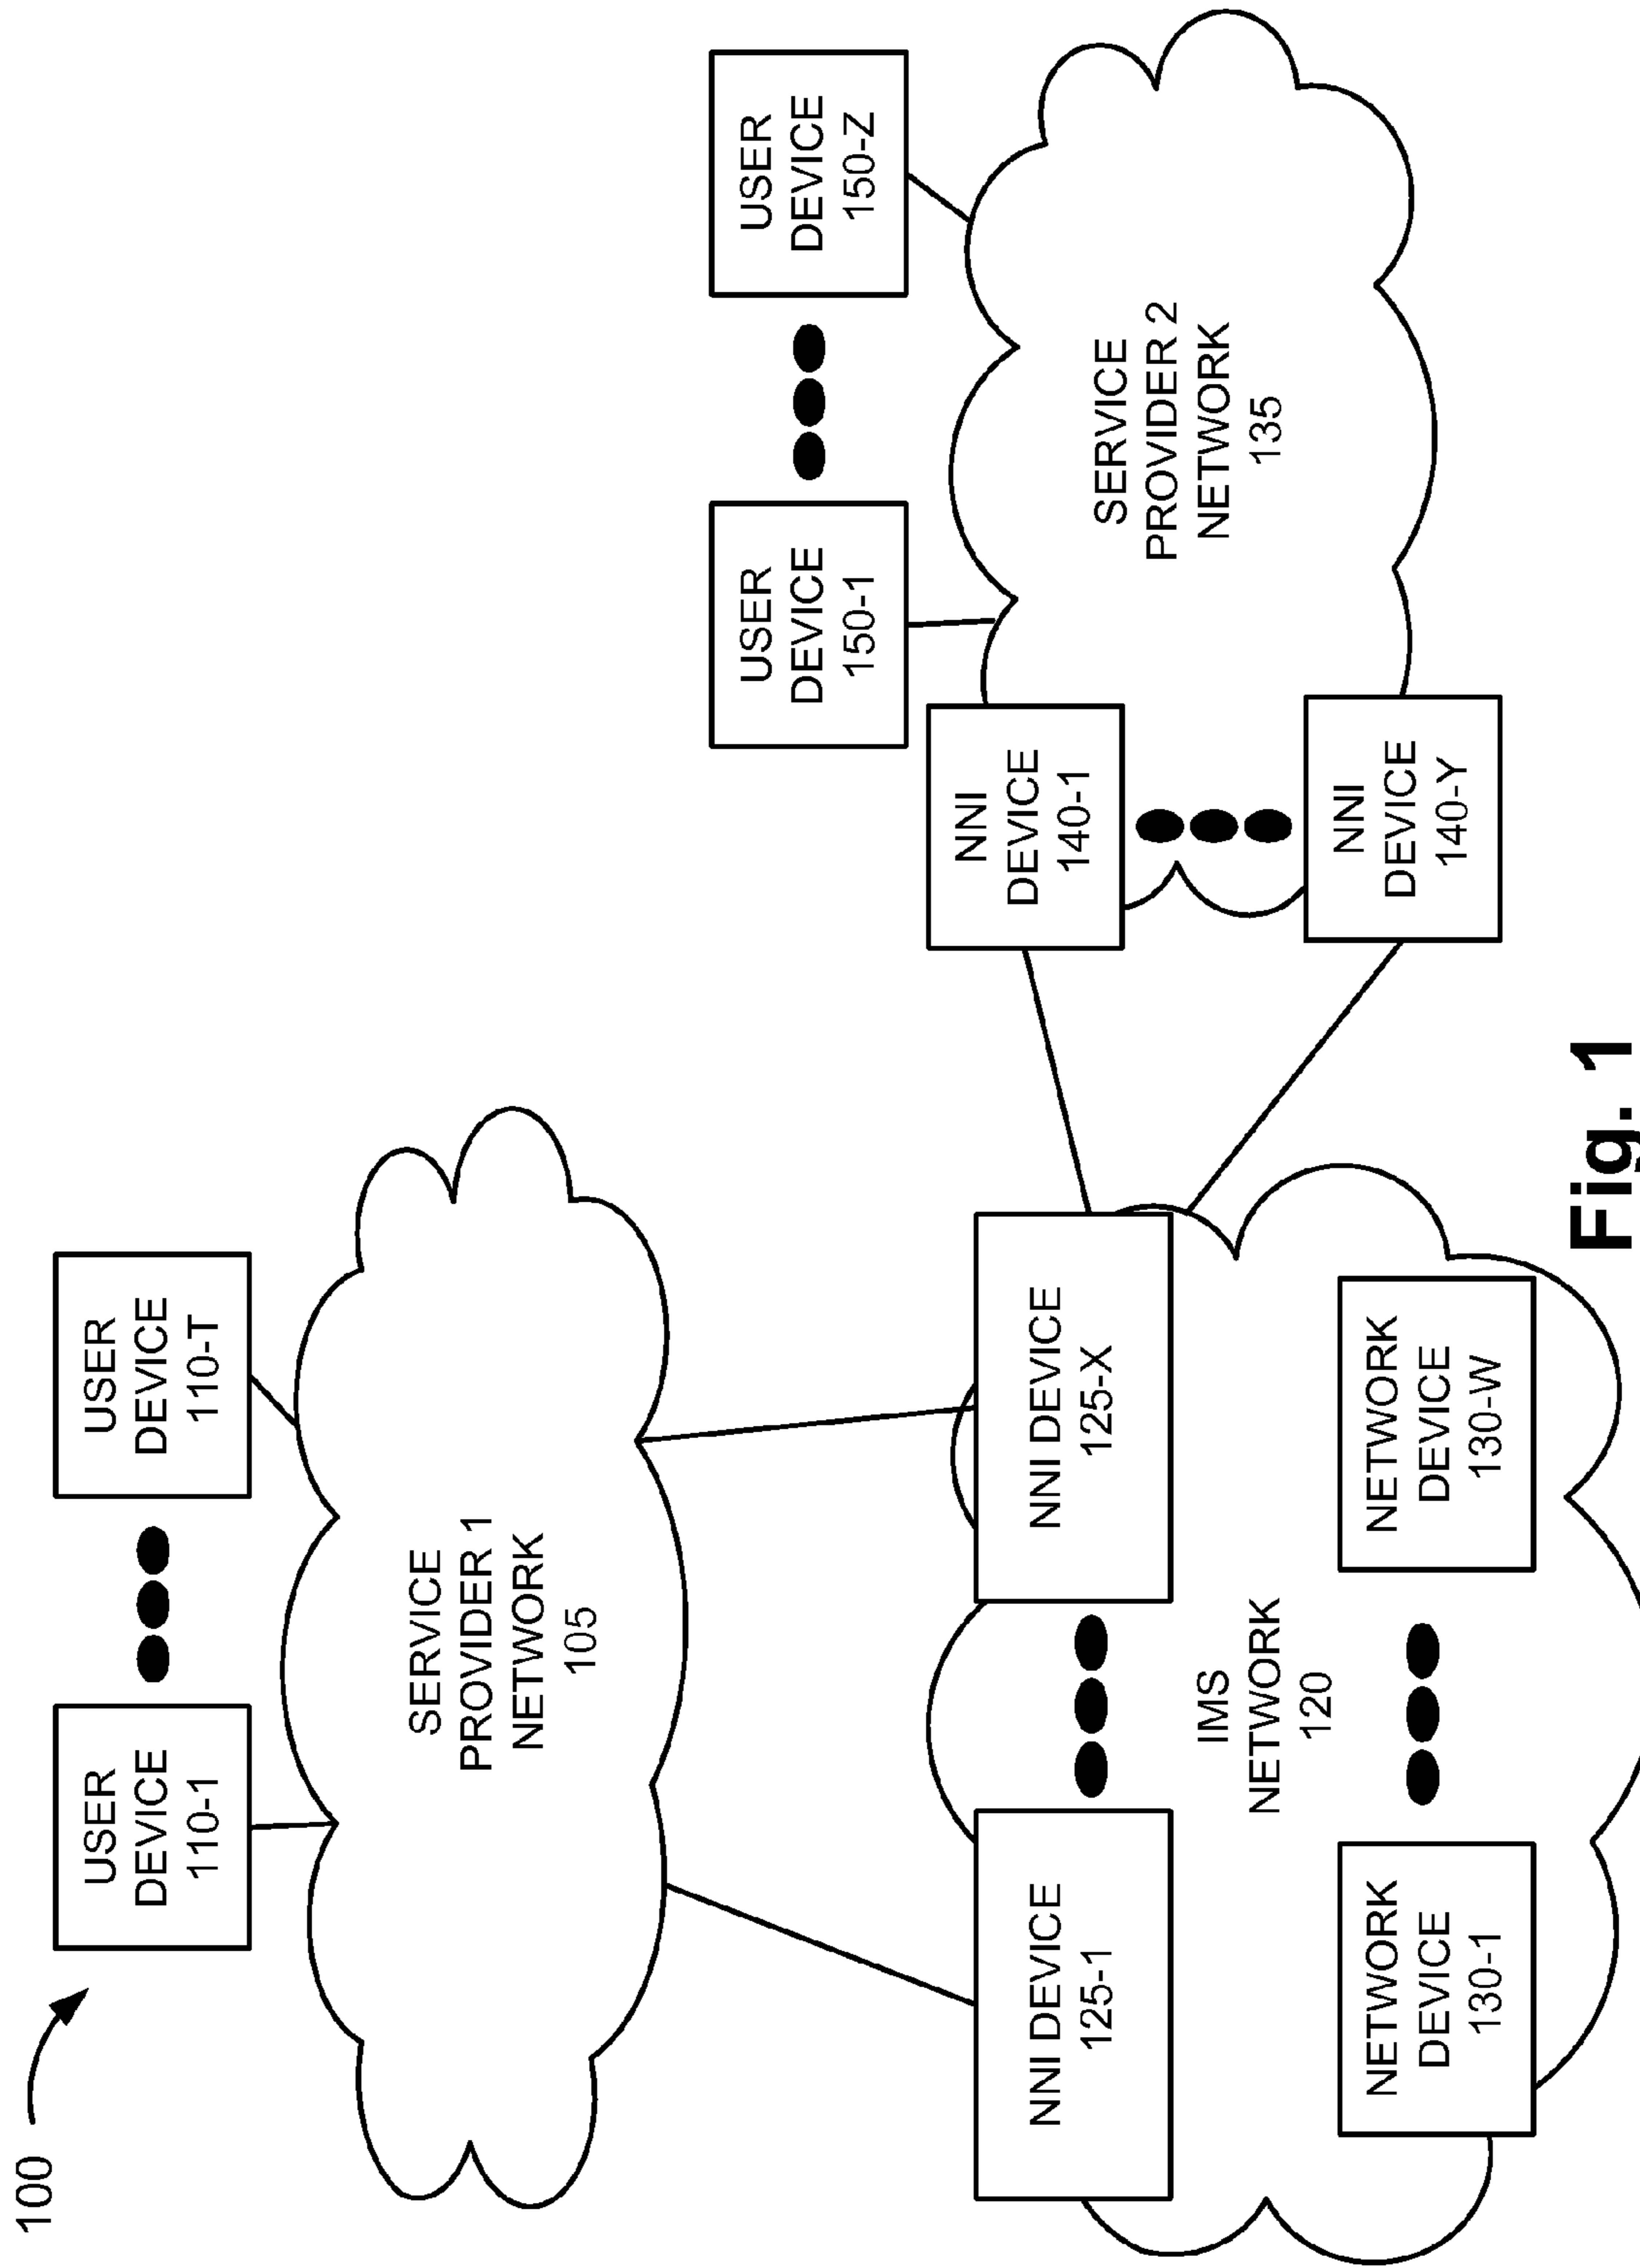 100
USER
DEVICE
110-1
USER
DEVICE
110-T
SERVICE
PROVIDER 1
NETWORK
105
USER
DEVICE
150-1
USER
DEVICE
150-Z
NNI DEVICE
125-1
NNI DEVICE
125-X
IMS
NETWORK
120
NETWORK
DEVICE
130-1
NETWORK
DEVICE
130-W
NNI
DEVICE
140-1
NNI
DEVICE
140-Y
SERVICE
PROVIDER 2
NETWORK
135
Fig. 1